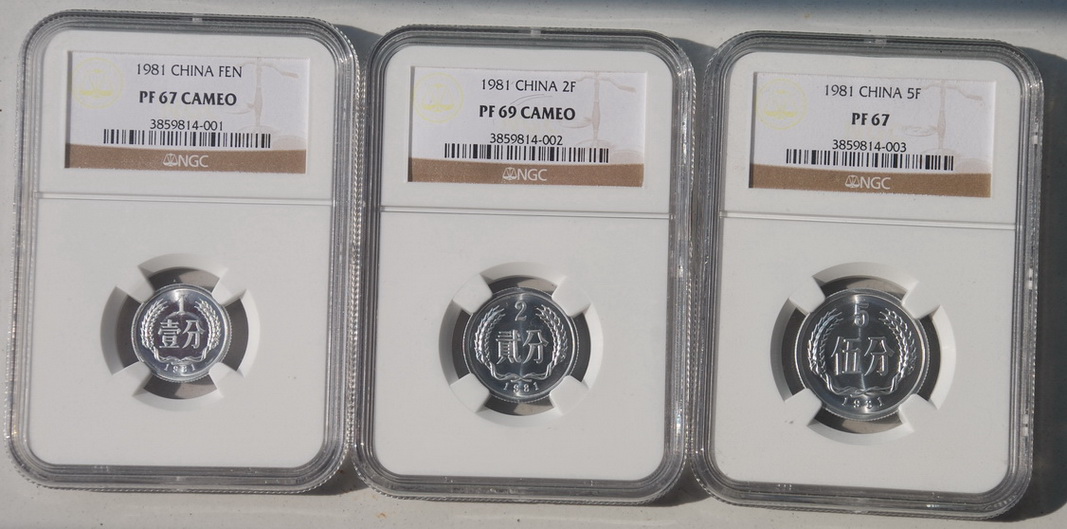 1981 CHINA FEN
PF 67 CAMEO
3859814-001
NGC
1
壹分
1981
1981 CHINA 2F
PF 69 CAMEO
3859814-002
NGC
2
贰分
1981
1981 CHINA 5F
PF 67
3859814-003
NGC
5
伍分
1981